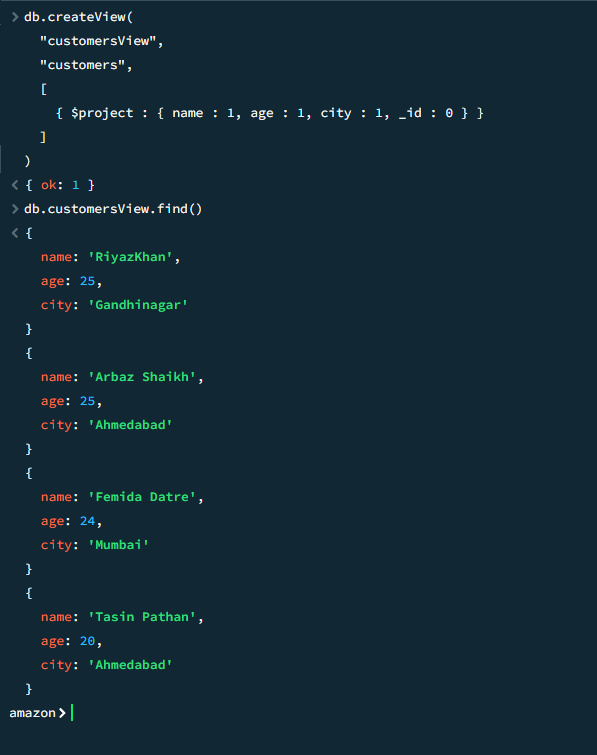 > db.createView(
"customersView",
"customers",
[
{ $project : { name : 1, age : 1, city : 1, _id : 0 } }
]
)
< { ok: 1 }
> db.customersView.find()
< {
name: 'RiyazKhan',
age: 25,
city: 'Gandhinagar'
}
{
name: 'Arbaz Shaikh',
age: 25,
city: 'Ahmedabad'
}
{
name: 'Femida Datre',
age: 24,
city: 'Mumbai'
}
{
name: 'Tasin Pathan',
age: 20,
city: 'Ahmedabad'
}
amazon>